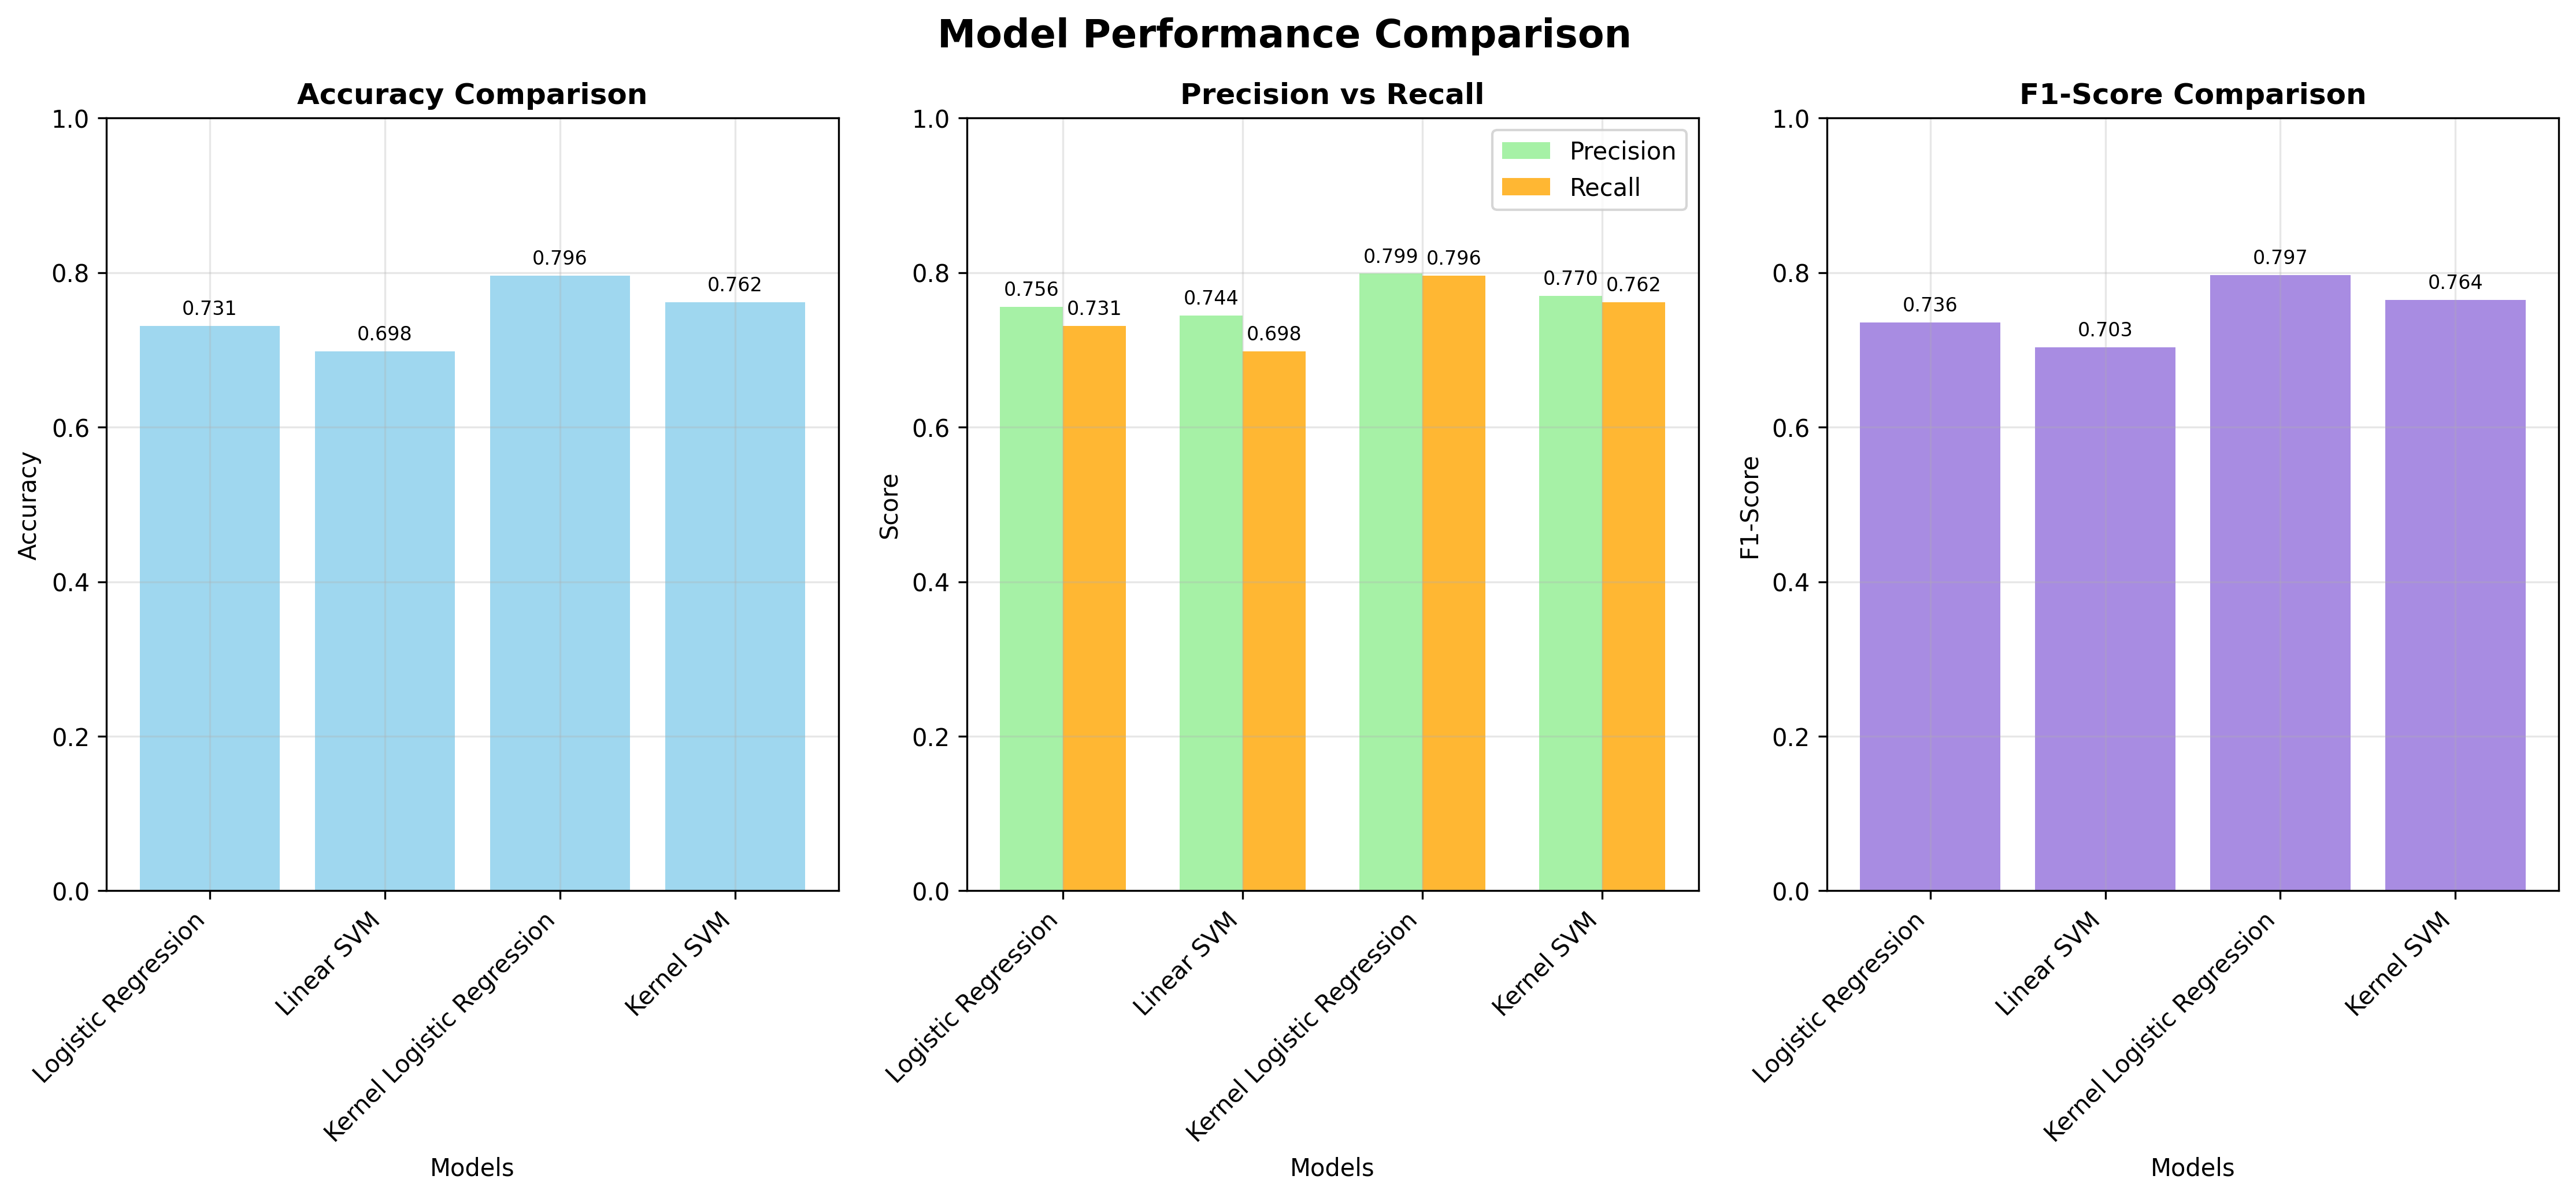 Model Performance Comparison
Accuracy Comparison
1.0
0.8
0.6
0.4
0.2
0.0
Accuracy
0.731
0.698
0.796
0.762
Logistic Regression
Linear SVM
Kernel Logistic Regression
Kernel SVM
Models
Precision vs Recall
1.0
0.8
0.6
0.4
0.2
0.0
Score
Precision
Recall
0.756
0.731
0.744
0.698
0.799
0.796
0.770
0.762
Logistic Regression
Linear SVM
Kernel Logistic Regression
Kernel SVM
Models
F1-Score Comparison
1.0
0.8
0.6
0.4
0.2
0.0
F1-Score
0.736
0.703
0.797
0.764
Logistic Regression
Linear SVM
Kernel Logistic Regression
Kernel SVM
Models